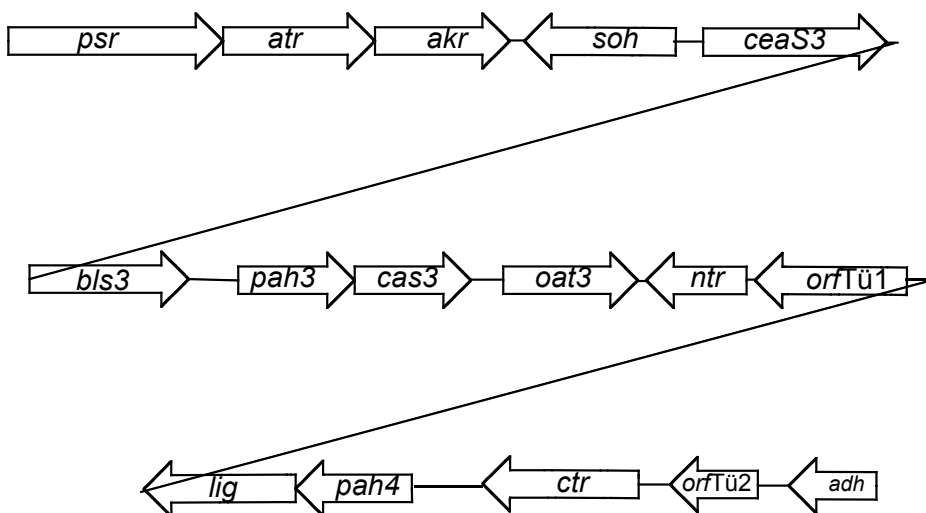 psr atr akr soh ceaS3
bls3 pah3 cas3 oat3 ntr orfTü1
lig pah4 ctr orfTü2 adh